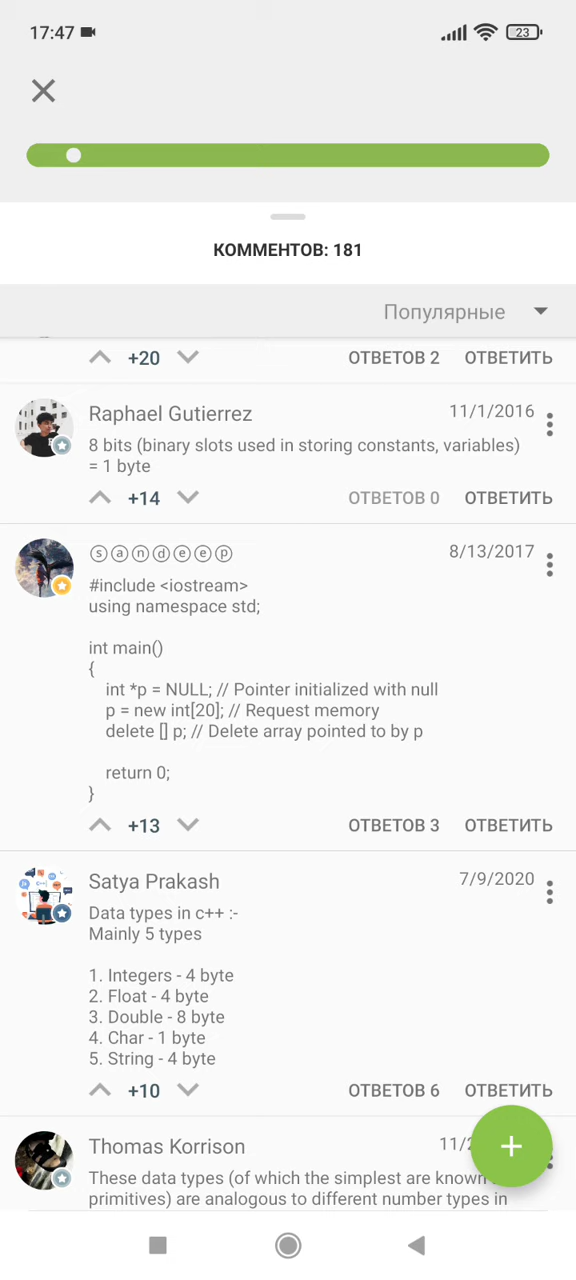 17:47
23
КОММЕНТОВ: 181
Популярные
+20 ОТВЕТОВ 2 ОТВЕТИТЬ
Raphael Gutierrez 11/1/2016
8 bits (binary slots used in storing constants, variables)
= 1 byte
+14 ОТВЕТОВ 0 ОТВЕТИТЬ
ⓢⓐⓝⓓⓔⓔⓟ 8/13/2017
#include <iostream>
using namespace std;
int main()
{
int *p = NULL; // Pointer initialized with null
p = new int[20]; // Request memory
delete [] p; // Delete array pointed to by p
return 0;
}
+13 ОТВЕТОВ 3 ОТВЕТИТЬ
Satya Prakash 7/9/2020
Data types in c++ :-
Mainly 5 types
1. Integers - 4 byte
2. Float - 4 byte
3. Double - 8 byte
4. Char - 1 byte
5. String - 4 byte
+10 ОТВЕТОВ 6 ОТВЕТИТЬ
Thomas Korrison 11/2
These data types (of which the simplest are known
primitives) are analogous to different number types in